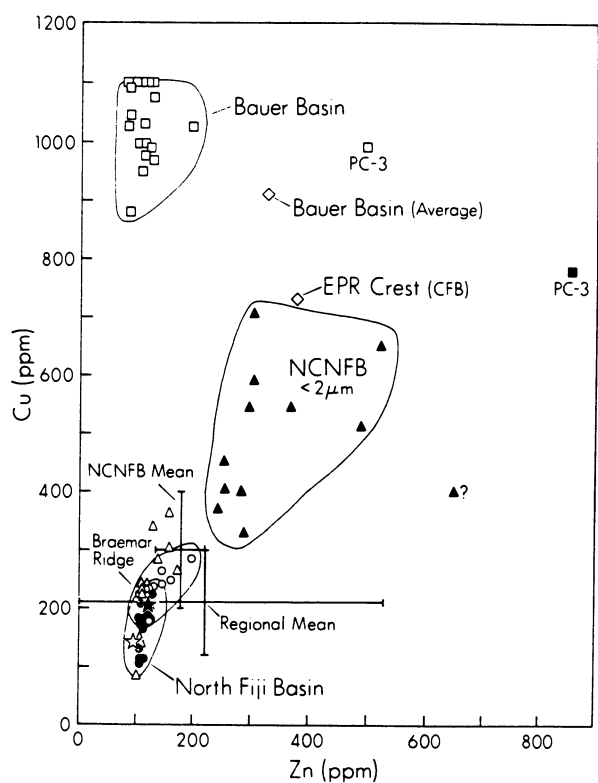 1200
1000
800
600
400
200
0
Cu (ppm)
Bauer Basin
PC-3
Bauer Basin (Average)
EPR Crest (CFB)
PC-3
NCNFB
<2μm
NCNFB Mean
?
Braemar
Ridge
Regional Mean
North Fiji Basin
0 200 400 600 800
Zn (ppm)